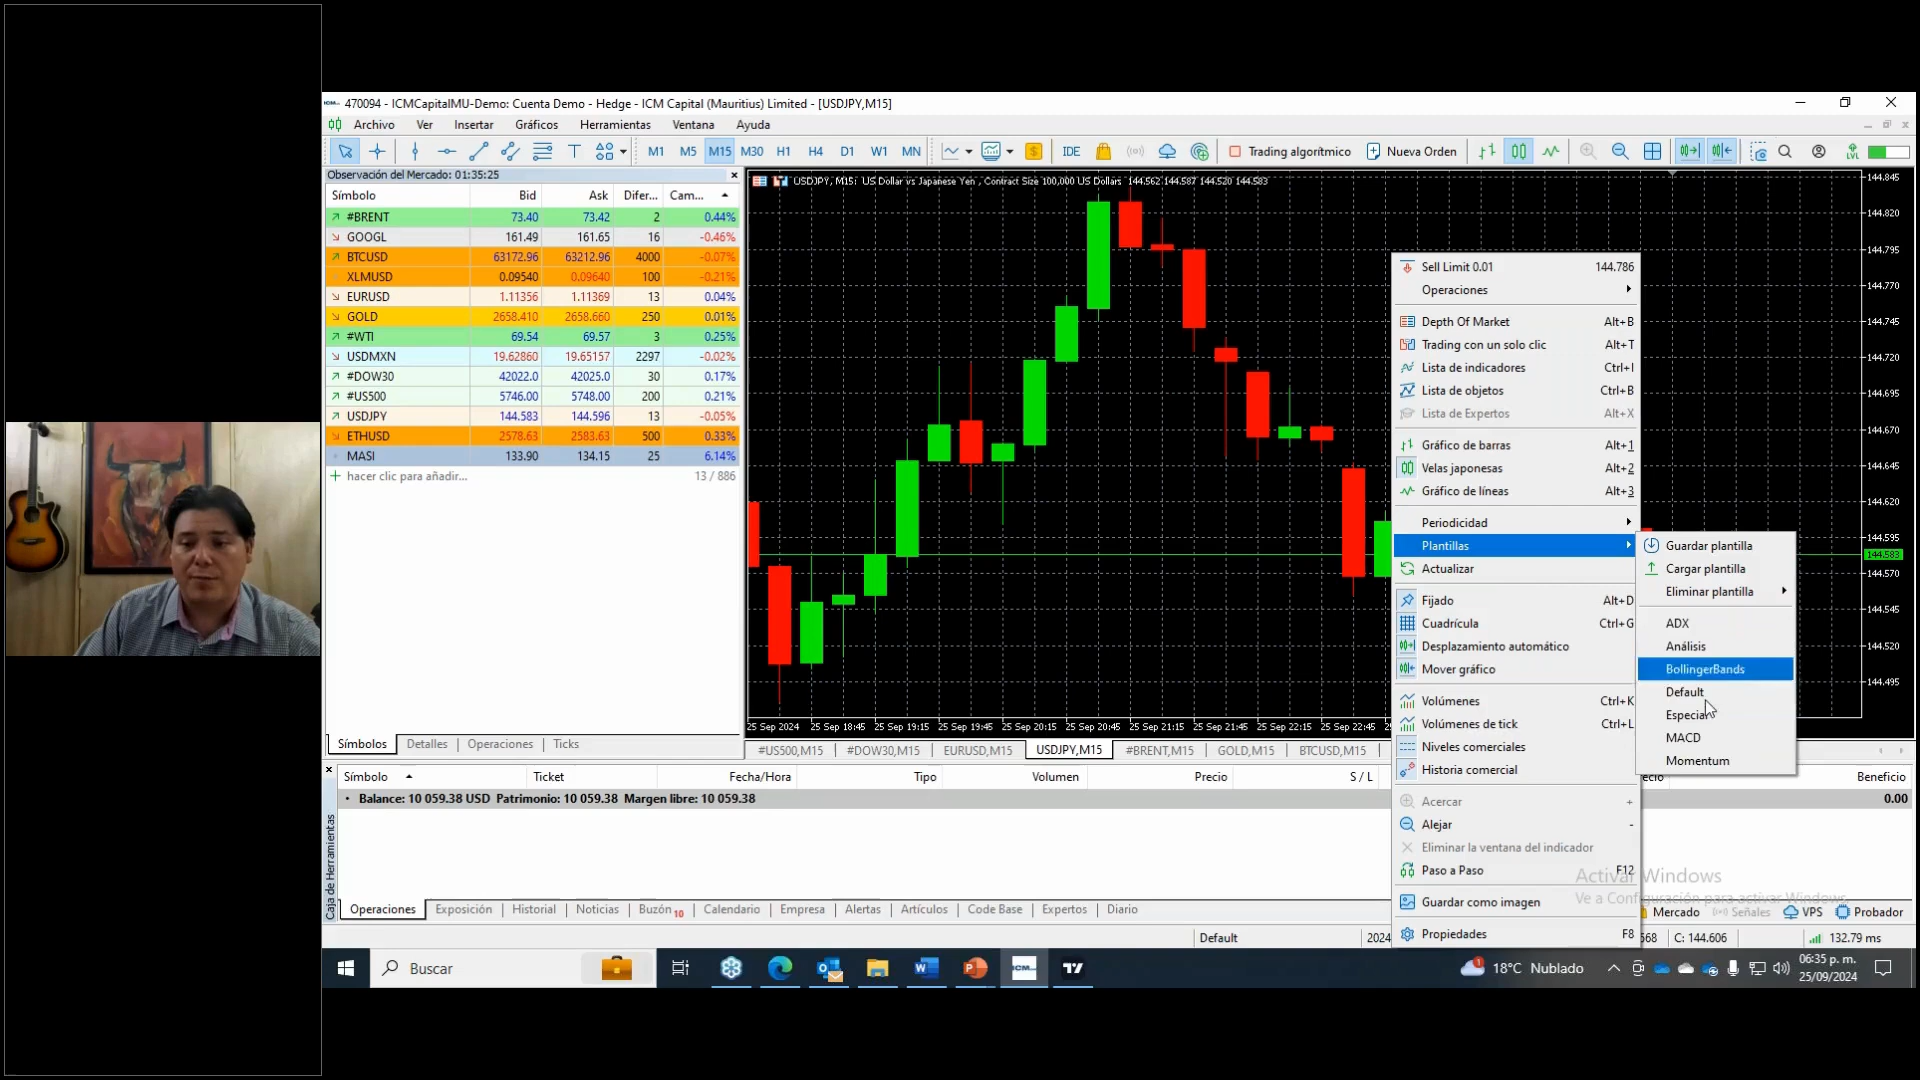 470094 - ICMCapitalMU-Demo: Cuenta Demo - Hedge - ICM Capital (Mauritius) Limited - [USDJPY,M15]
Archivo Ver Insertar Gráficos Herramientas Ventana Ayuda
M1 M5 M15 M30 H1 H4 D1 W1 MN IDE Trading algorítmico Nueva Orden
Observación del Mercado: 01:35:25
Símbolo Bid Ask Difer... Cam...
#BRENT 73.40 73.42 2 0.44%
GOOGL 161.49 161.65 16 -0.46%
BTCUSD 63172.96 63212.96 4000 -0.07%
XLMUSD 0.09540 0.09640 100 -0.21%
EURUSD 1.11356 1.11369 13 0.04%
GOLD 2658.410 2658.660 250 0.01%
#WTI 69.54 69.57 3 0.25%
USDMXN 19.62860 19.65157 2297 -0.02%
#DOW30 42022.0 42025.0 30 0.17%
#US500 5746.00 5748.00 200 0.21%
USDJPY 144.583 144.596 13 -0.05%
ETHUSD 2578.63 2583.63 500 0.33%
MASI 133.90 134.15 25 6.14%
hacer clic para añadir... 13 / 886
Símbolos Detalles Operaciones Ticks
USDJPY, M15: US Dollar vs Japanese Yen , Contract Size 100,000 US Dollars 144.562 144.587 144.520 144.583
144.845
144.820
144.795
144.770
144.745
144.720
144.695
144.670
144.645
144.620
144.595
144.583
144.570
144.545
144.520
144.495
25 Sep 2024 25 Sep 18:45 25 Sep 19:15 25 Sep 19:45 25 Sep 20:15 25 Sep 20:45 25 Sep 21:15 25 Sep 21:45 25 Sep 22:15 25 Sep 22:45
#US500,M15 #DOW30,M15 EURUSD,M15 USDJPY,M15 #BRENT,M15 GOLD,M15 BTCUSD,M15
Sell Limit 0.01 144.786
Operaciones
Depth Of Market Alt+B
Trading con un solo clic Alt+T
Lista de indicadores Ctrl+I
Lista de objetos Ctrl+B
Lista de Expertos Alt+X
Gráfico de barras Alt+1
Velas japonesas Alt+2
Gráfico de líneas Alt+3
Periodicidad
Plantillas
Actualizar
Fijado Alt+D
Cuadrícula Ctrl+G
Desplazamiento automático
Mover gráfico
Volúmenes Ctrl+K
Volúmenes de tick Ctrl+L
Niveles comerciales
Historia comercial
Acercar +
Alejar -
Eliminar la ventana del indicador
Paso a Paso F12
Guardar como imagen
Propiedades F8
Guardar plantilla
Cargar plantilla
Eliminar plantilla
ADX
Análisis
BollingerBands
Default
Especial
MACD
Momentum
Símbolo Ticket Fecha/Hora Tipo Volumen Precio S / L ecio Beneficio
Balance: 10 059.38 USD Patrimonio: 10 059.38 Margen libre: 10 059.38 0.00
Caja de Herramientas
Activar Windows
Ve a Configuración para activar Windows.
Operaciones Exposición Historial Noticias Buzón 10 Calendario Empresa Alertas Artículos Code Base Expertos Diario
Mercado Señales VPS Probador
Default 2024 568 C: 144.606 132.79 ms
Buscar
ICM
18°C Nublado
06:35 p. m.
25/09/2024